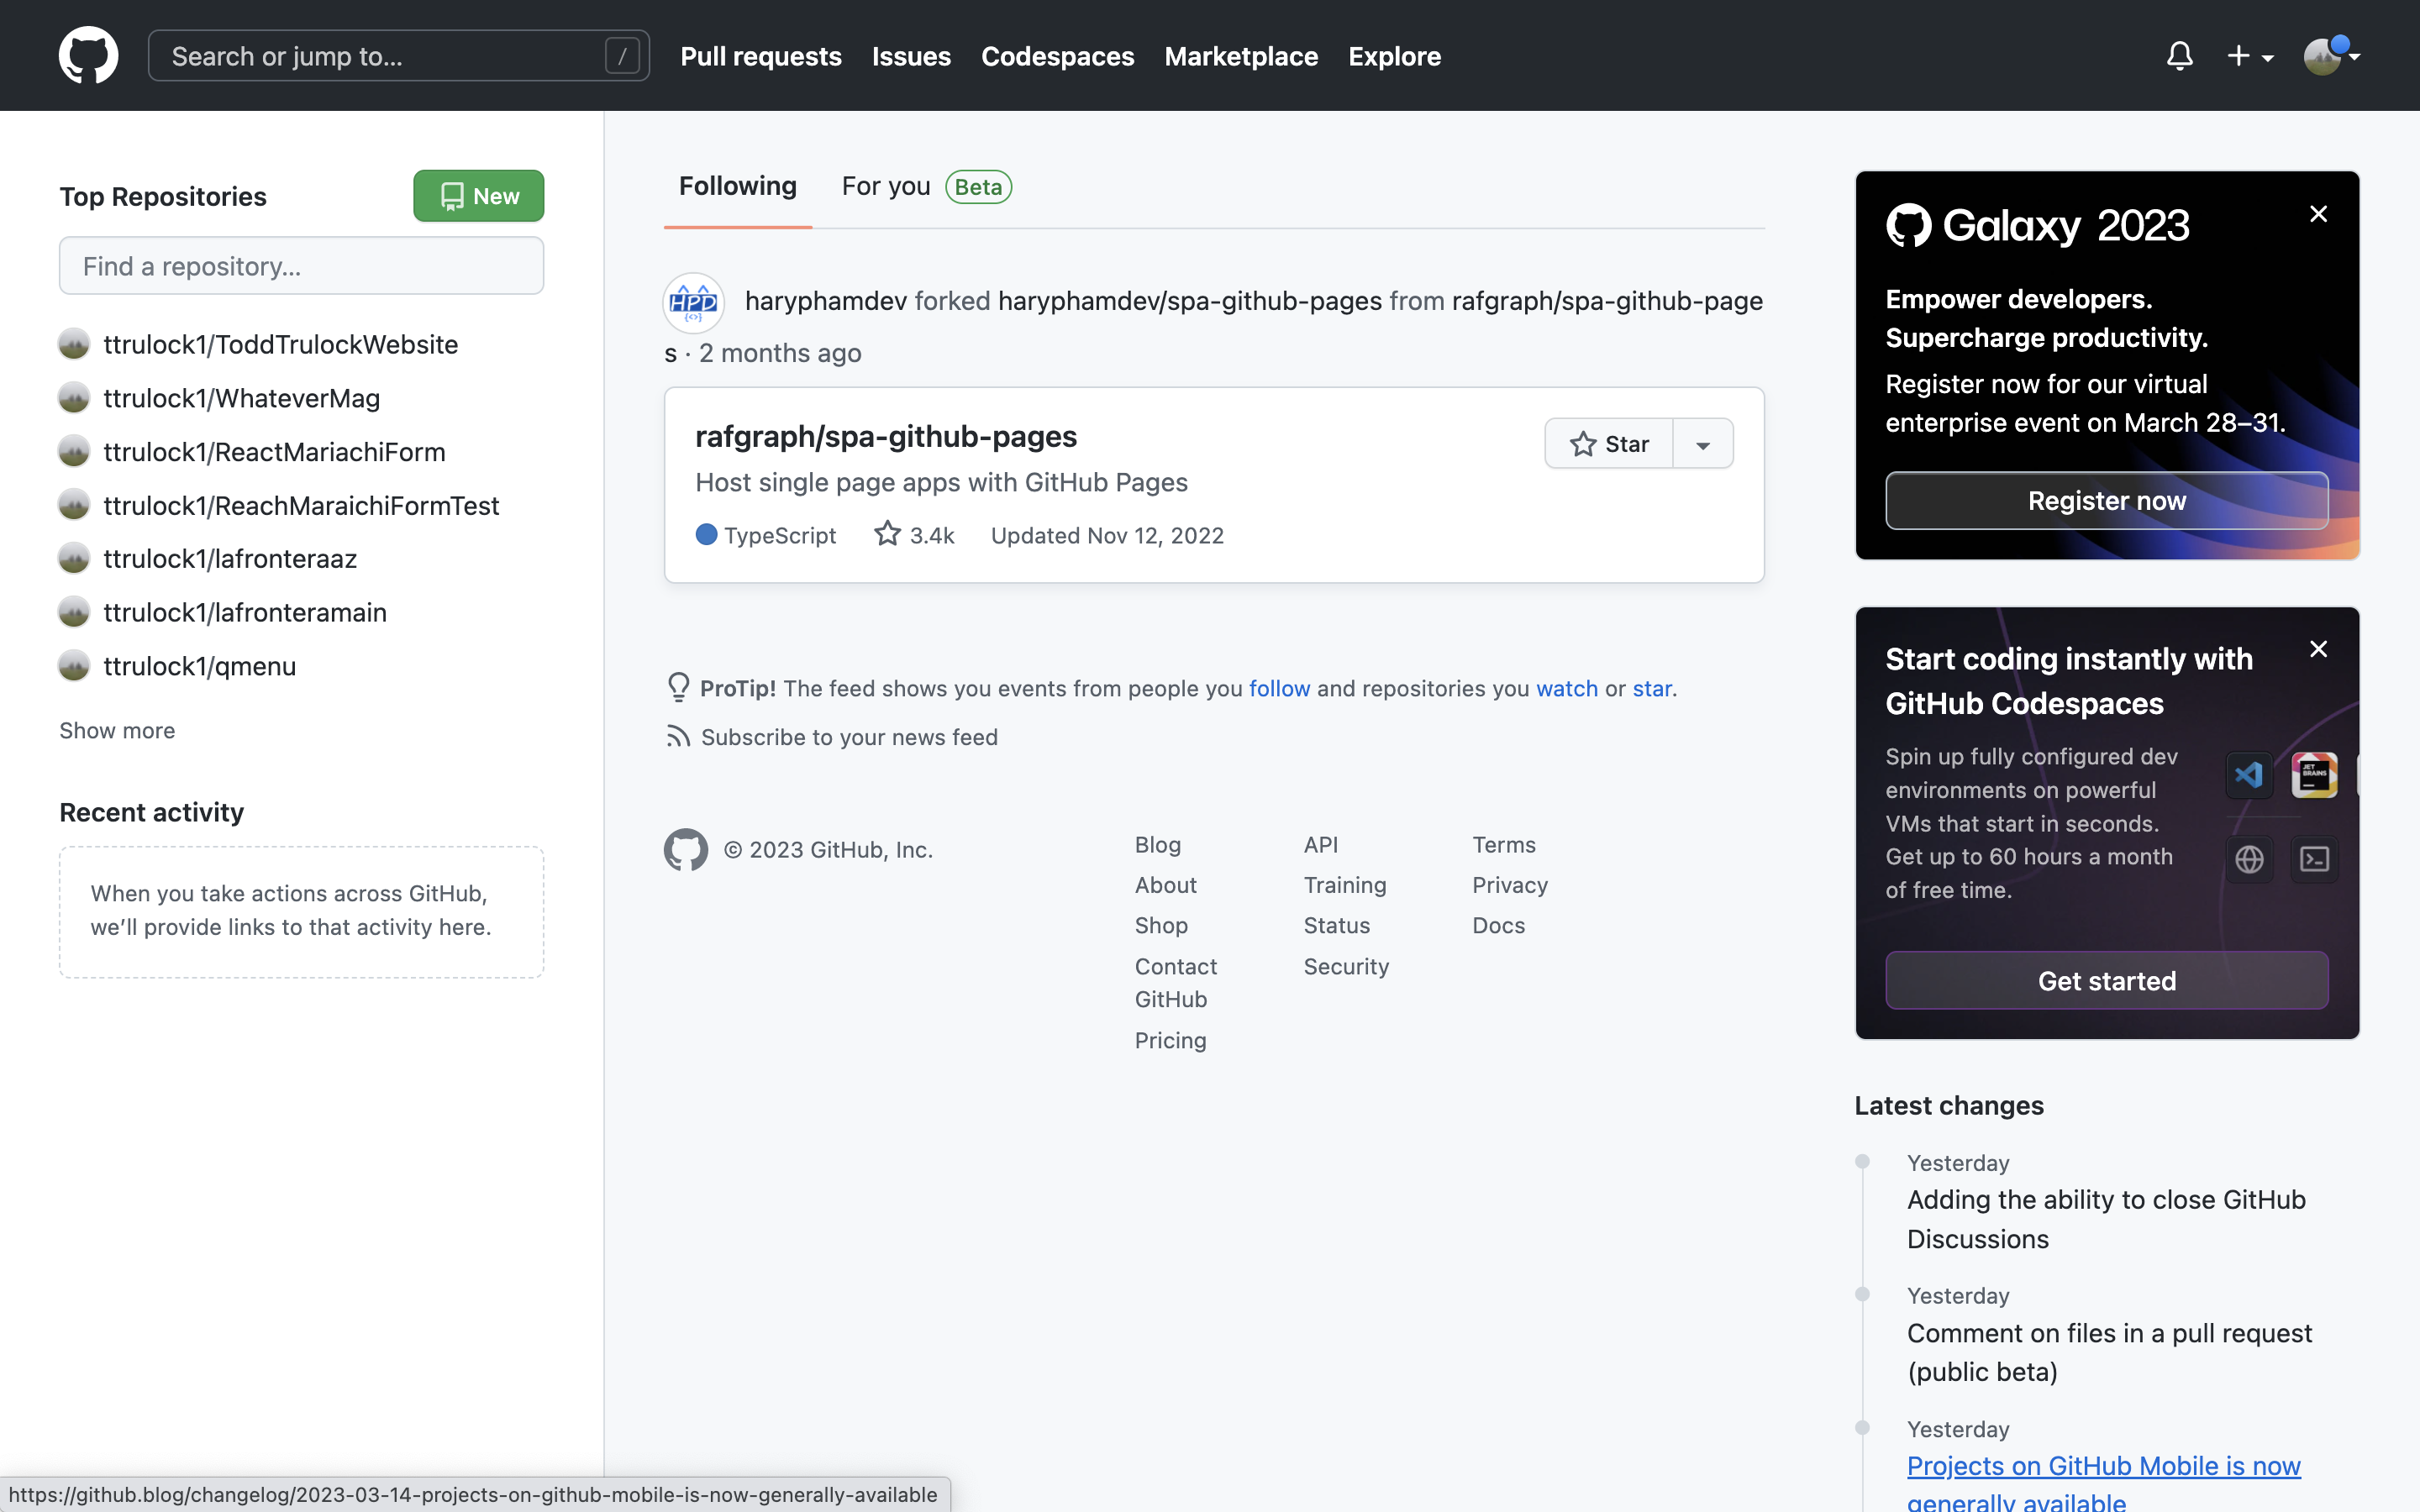 Search or jump to...
/
Pull requests
Issues
Codespaces
Marketplace
Explore
Top Repositories
New
Find a repository...
ttrulock1/ToddTrulockWebsite
ttrulock1/WhateverMag
ttrulock1/ReactMariachiForm
ttrulock1/ReachMaraichiFormTest
ttrulock1/lafronteraaz
ttrulock1/lafronteramain
ttrulock1/qmenu
Show more
Recent activity
When you take actions across GitHub,
we’ll provide links to that activity here.
Following
For you
Beta
HPD
{<>}
haryphamdev forked haryphamdev/spa-github-pages from rafgraph/spa-github-page
s · 2 months ago
rafgraph/spa-github-pages
Star
Host single page apps with GitHub Pages
TypeScript
3.4k
Updated Nov 12, 2022
ProTip! The feed shows you events from people you follow and repositories you watch or star.
Subscribe to your news feed
© 2023 GitHub, Inc.
Blog
About
Shop
Contact
GitHub
Pricing
API
Training
Status
Security
Terms
Privacy
Docs
Galaxy 2023
Empower developers.
Supercharge productivity.
Register now for our virtual
enterprise event on March 28–31.
Register now
Start coding instantly with
GitHub Codespaces
Spin up fully configured dev
environments on powerful
VMs that start in seconds.
Get up to 60 hours a month
of free time.
JET
BRAINS
Get started
Latest changes
Yesterday
Adding the ability to close GitHub
Discussions
Yesterday
Comment on files in a pull request
(public beta)
Yesterday
Projects on GitHub Mobile is now
generally available
https://github.blog/changelog/2023-03-14-projects-on-github-mobile-is-now-generally-available